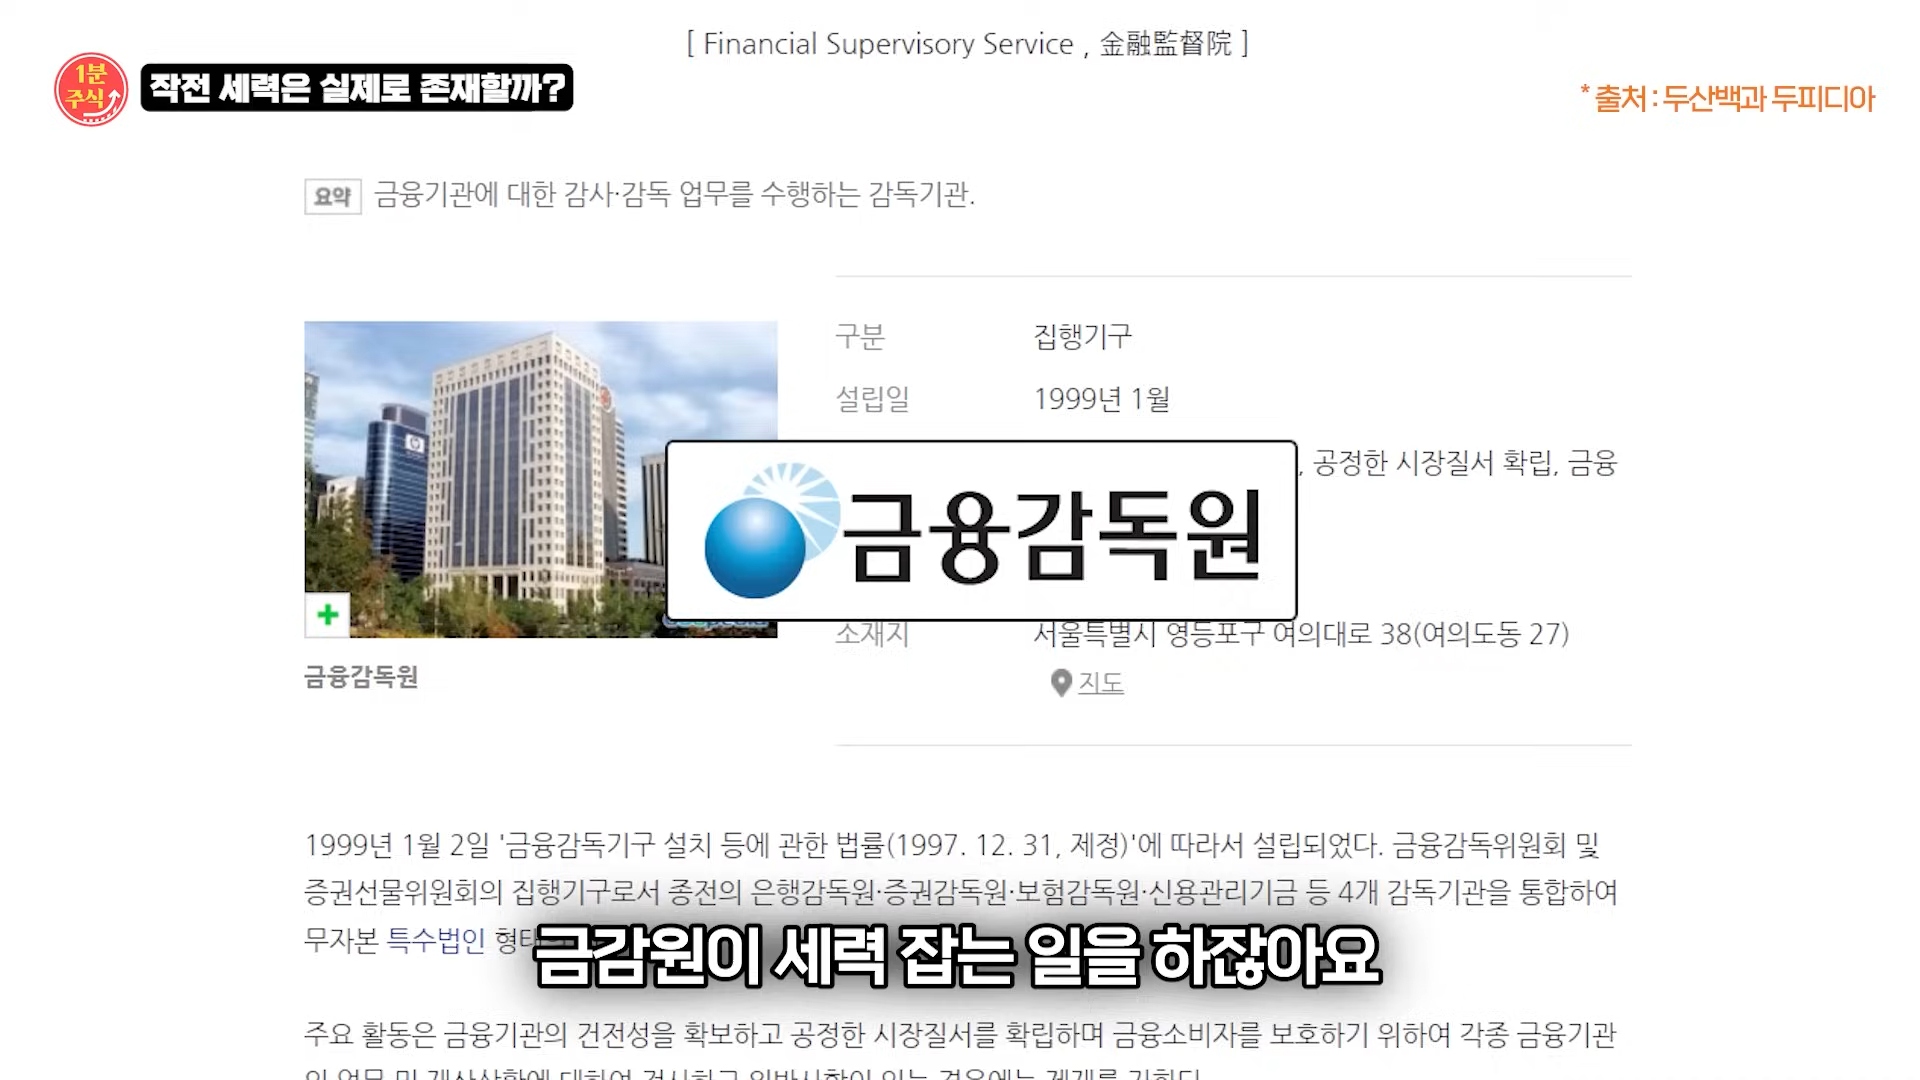 [ Financial Supervisory Service , 金融監督院 ]
1분
주식
작전 세력은 실제로 존재할까?
* 출처 : 두산백과 두피디아
요약 금융기관에 대한 감사·감독 업무를 수행하는 감독기관.
구분 집행기구
설립일 1999년 1월
, 공정한 시장질서 확립, 금융
금융감독원
소재지 서울특별시 영등포구 여의대로 38(여의도동 27)
지도
금융감독원
1999년 1월 2일 '금융감독기구 설치 등에 관한 법률(1997. 12. 31, 제정)'에 따라서 설립되었다. 금융감독위원회 및
증권선물위원회의 집행기구로서 종전의 은행감독원·증권감독원·보험감독원·신용관리기금 등 4개 감독기관을 통합하여
무자본 특수법인
금감원이 세력 잡는 일을 하잖아요
주요 활동은 금융기관의 건전성을 확보하고 공정한 시장질서를 확립하며 금융소비자를 보호하기 위하여 각종 금융기관